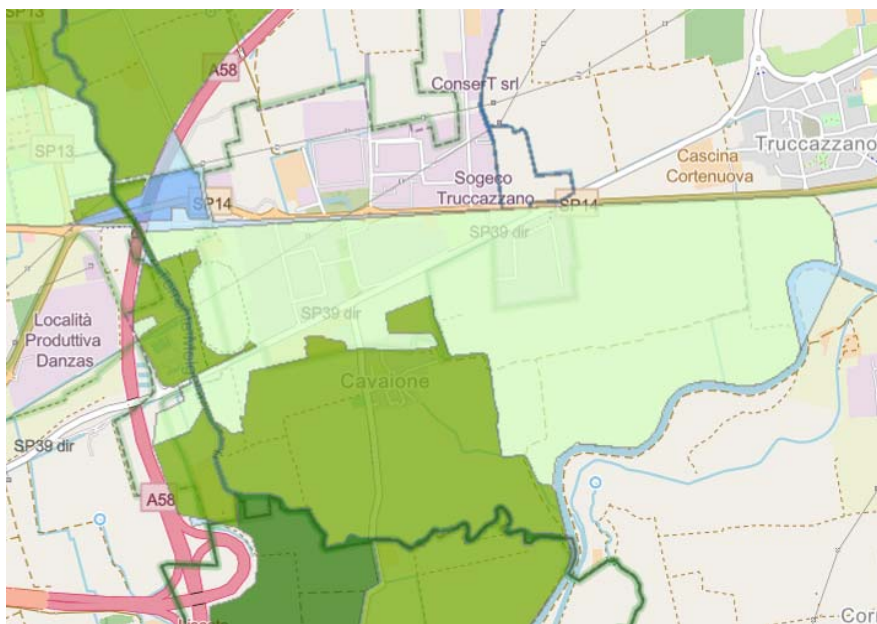 SP13
A58
ConserT srl
SP13
Truccazzano
Cascina
Cortenuova
Sogeco
Truccazzano
SP14
SP14
SP39 dir
SP39 dir
Località
Produttiva
Danzas
Cavaione
SP39 dir
A58
Corn